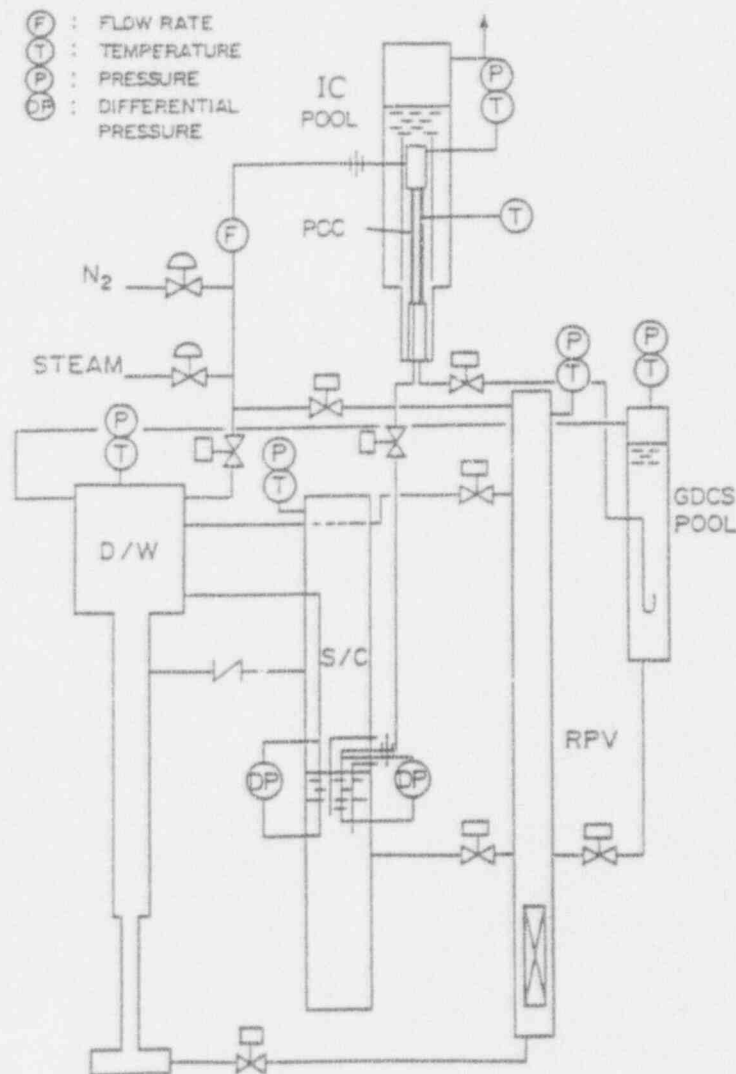 F : FLOW RATE
T : TEMPERATURE
P : PRESSURE
DP : DIFFERENTIAL
PRESSURE
IC
POOL
P
T
PCC
T
F
N₂
STEAM
P
T
P
T
P
T
P
T
D/W
GDCS
POOL
S/C
RPV
DP
DP